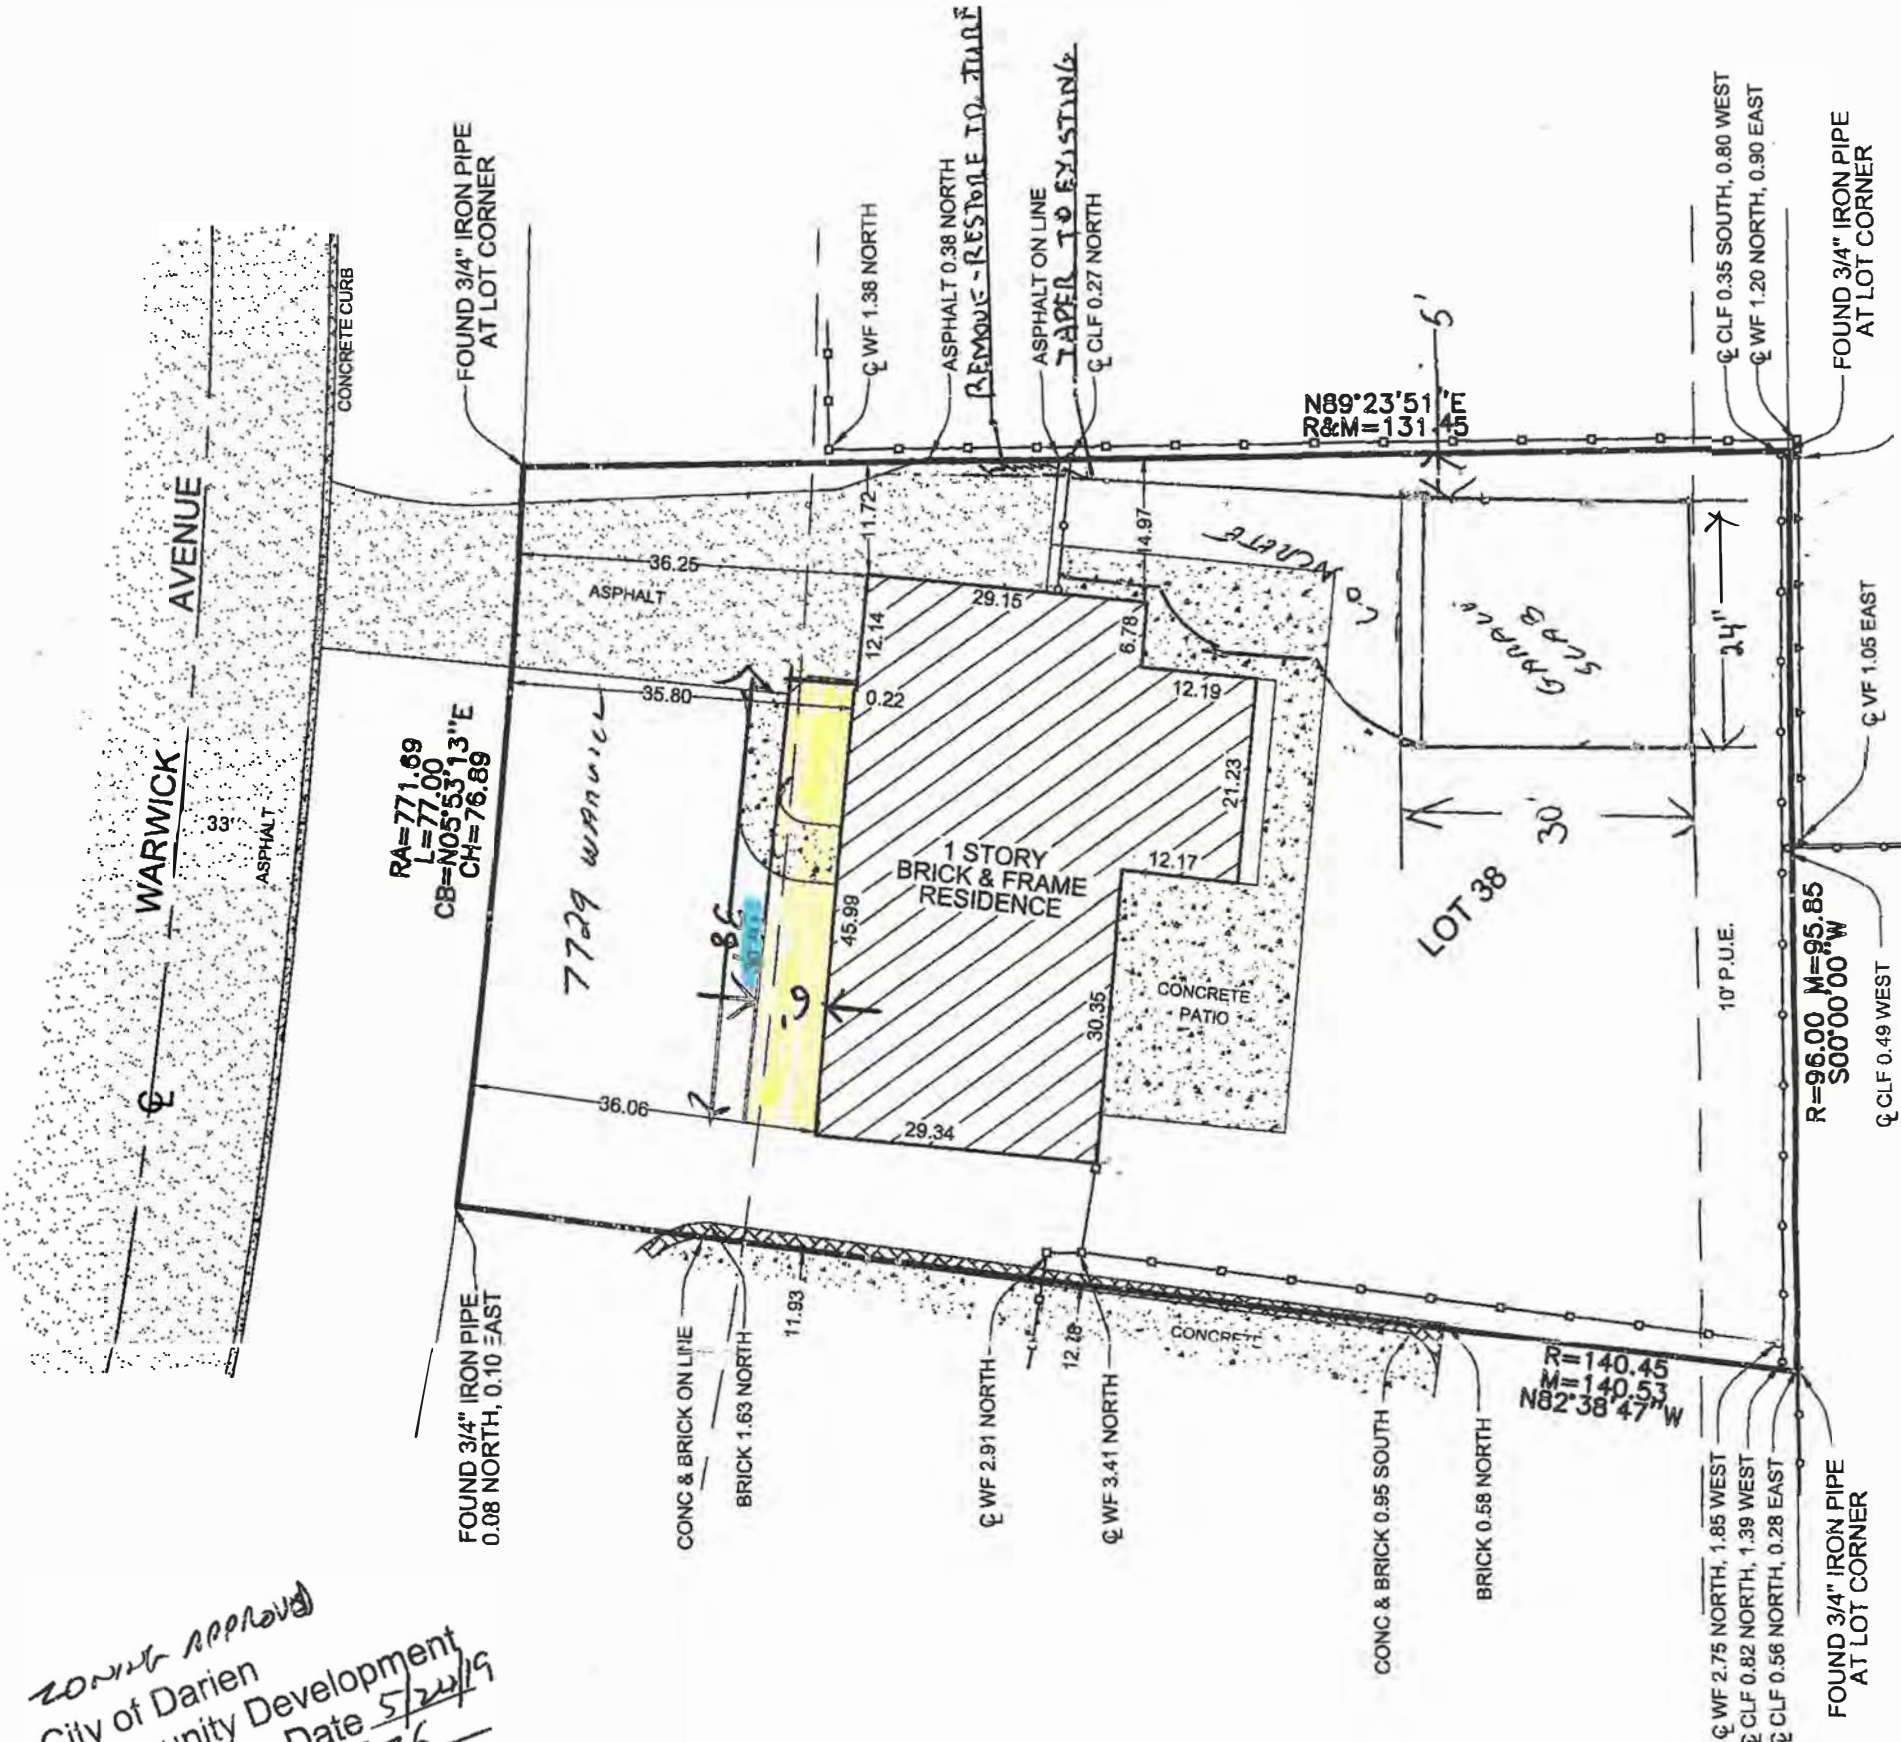 WARWICK AVENUE
33'
ASPHALT
CONCRETE CURB
FOUND 3/4" IRON PIPE
AT LOT CORNER
RA=771.69
L=77.00
CB=N05°53'13"E
CH=76.89
FOUND 3/4" IRON PIPE
0.08 NORTH, 0.10 EAST
36.25
ASPHALT
35.80
36.06
7729 WARWICK
38
6'
℄ WF 1.38 NORTH
ASPHALT 0.38 NORTH
REMOVE-RESTORE TO TURF
ASPHALT ON LINE
TAPER TO EXISTING
℄ CLF 0.27 NORTH
N89°23'51"E
R&M=131.45
5'
11.72
12.14
0.22
29.15
14.97
6.78
12.19
21.23
12.17
45.99
30.35
29.34
1 STORY
BRICK & FRAME
RESIDENCE
CONCRETE
PATIO
CONCRETE
GARAGE
SLAB
24"
30'
LOT 38
10' P.U.E.
CONC & BRICK ON LINE
BRICK 1.63 NORTH
11.93
℄ WF 2.91 NORTH
12.18
℄ WF 3.41 NORTH
CONCRETE
CONC & BRICK 0.95 SOUTH
BRICK 0.58 NORTH
R=140.45
M=140.53
N82°38'47"W
℄ CLF 0.35 SOUTH, 0.80 WEST
℄ WF 1.20 NORTH, 0.90 EAST
FOUND 3/4" IRON PIPE
AT LOT CORNER
℄ VF 1.05 EAST
R=96.00 M=95.85
S00°00'00"W
℄ CLF 0.49 WEST
℄ WF 2.75 NORTH, 1.85 WEST
℄ CLF 0.82 NORTH, 1.39 WEST
℄ CLF 0.56 NORTH, 0.28 EAST
FOUND 3/4" IRON PIPE
AT LOT CORNER
ZONING APPROVED
City of Darien
unity Development
Date